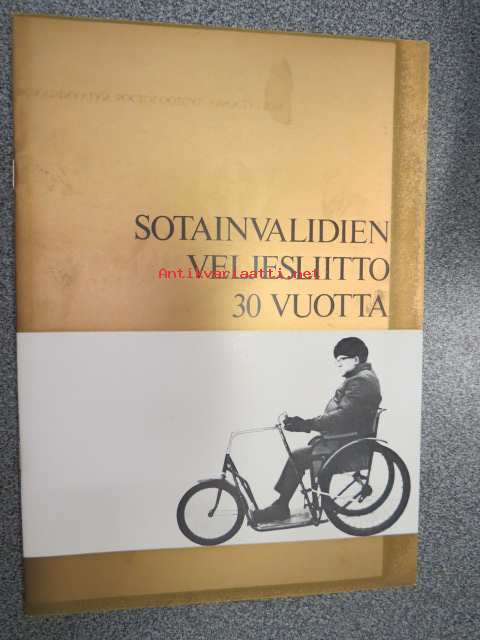 SOTAINVALIDIEN
VELJESLIITTO
Antikvariaatti.net
30 VUOTTA